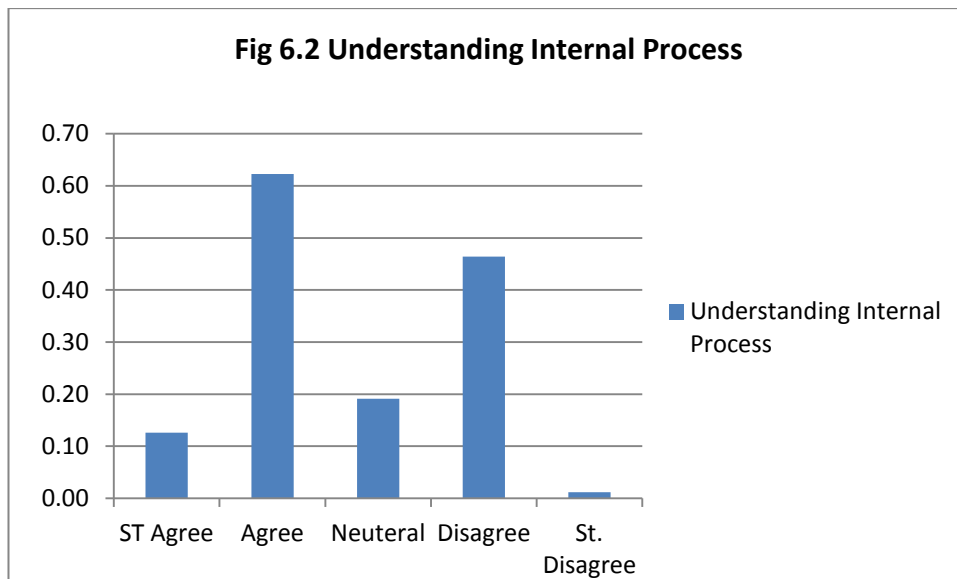 Fig 6.2 Understanding Internal Process
0.70
0.60
0.50
0.40
0.30
0.20
0.10
0.00
ST Agree
Agree
Neuteral
Disagree
St.
Disagree
Understanding Internal
Process